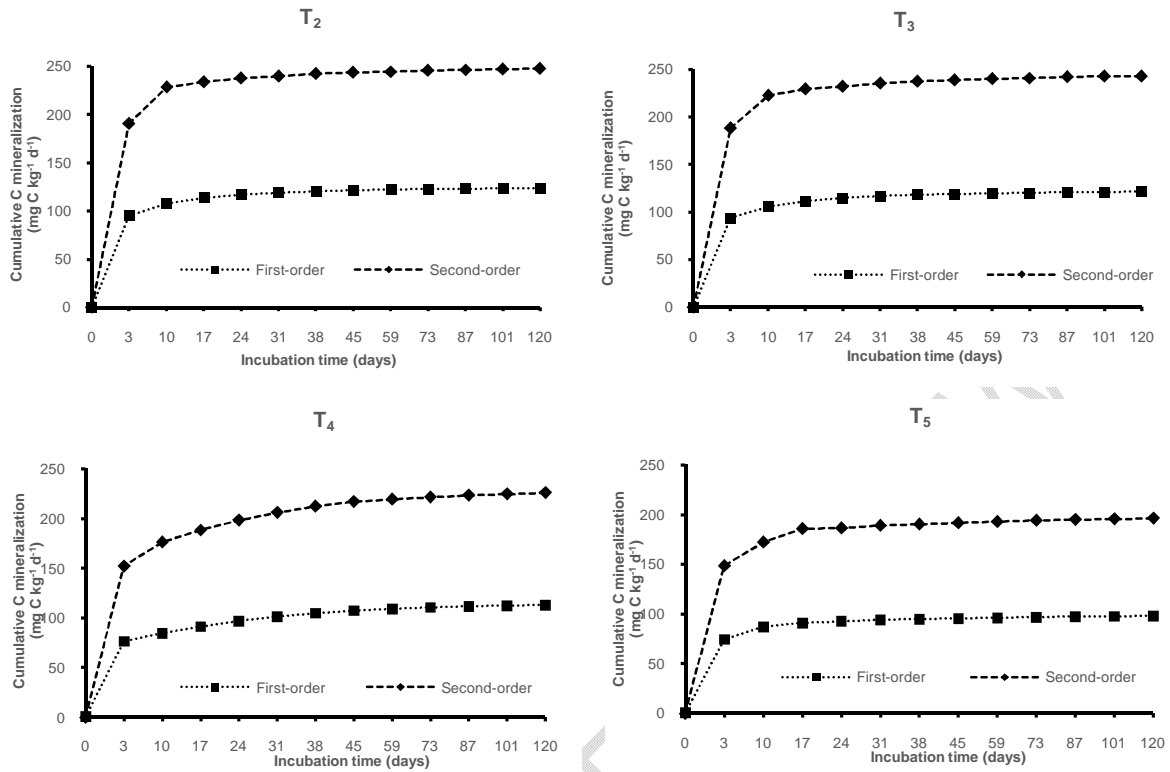 T₂
Cumulative C mineralization
(mg C kg⁻¹ d⁻¹)
250
200
150
100
50
0
First-order
Second-order
0 3 10 17 24 31 38 45 59 73 87 101 120
Incubation time (days)
T₃
Cumulative C mineralization
(mg C kg⁻¹ d⁻¹)
250
200
150
100
50
0
First-order
Second-order
0 3 10 17 24 31 38 45 59 73 87 101 120
Incubation time (days)
T₄
Cumulative C mineralization
(mg C kg⁻¹ d⁻¹)
250
200
150
100
50
0
First-order
Second-order
0 3 10 17 24 31 38 45 59 73 87 101 120
Incubation time (days)
T₅
Cumulative C mineralization
(mg C kg⁻¹ d⁻¹)
250
200
150
100
50
0
First-order
Second-order
0 3 10 17 24 31 38 45 59 73 87 101 120
Incubation time (days)